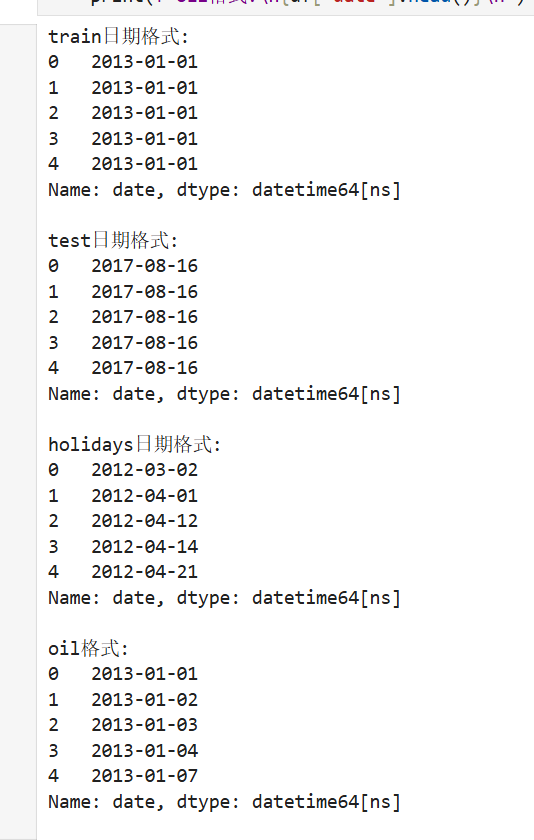 train日期格式:
0   2013-01-01
1   2013-01-01
2   2013-01-01
3   2013-01-01
4   2013-01-01
Name: date, dtype: datetime64[ns]
test日期格式:
0   2017-08-16
1   2017-08-16
2   2017-08-16
3   2017-08-16
4   2017-08-16
Name: date, dtype: datetime64[ns]
holidays日期格式:
0   2012-03-02
1   2012-04-01
2   2012-04-12
3   2012-04-14
4   2012-04-21
Name: date, dtype: datetime64[ns]
oil格式:
0   2013-01-01
1   2013-01-02
2   2013-01-03
3   2013-01-04
4   2013-01-07
Name: date, dtype: datetime64[ns]